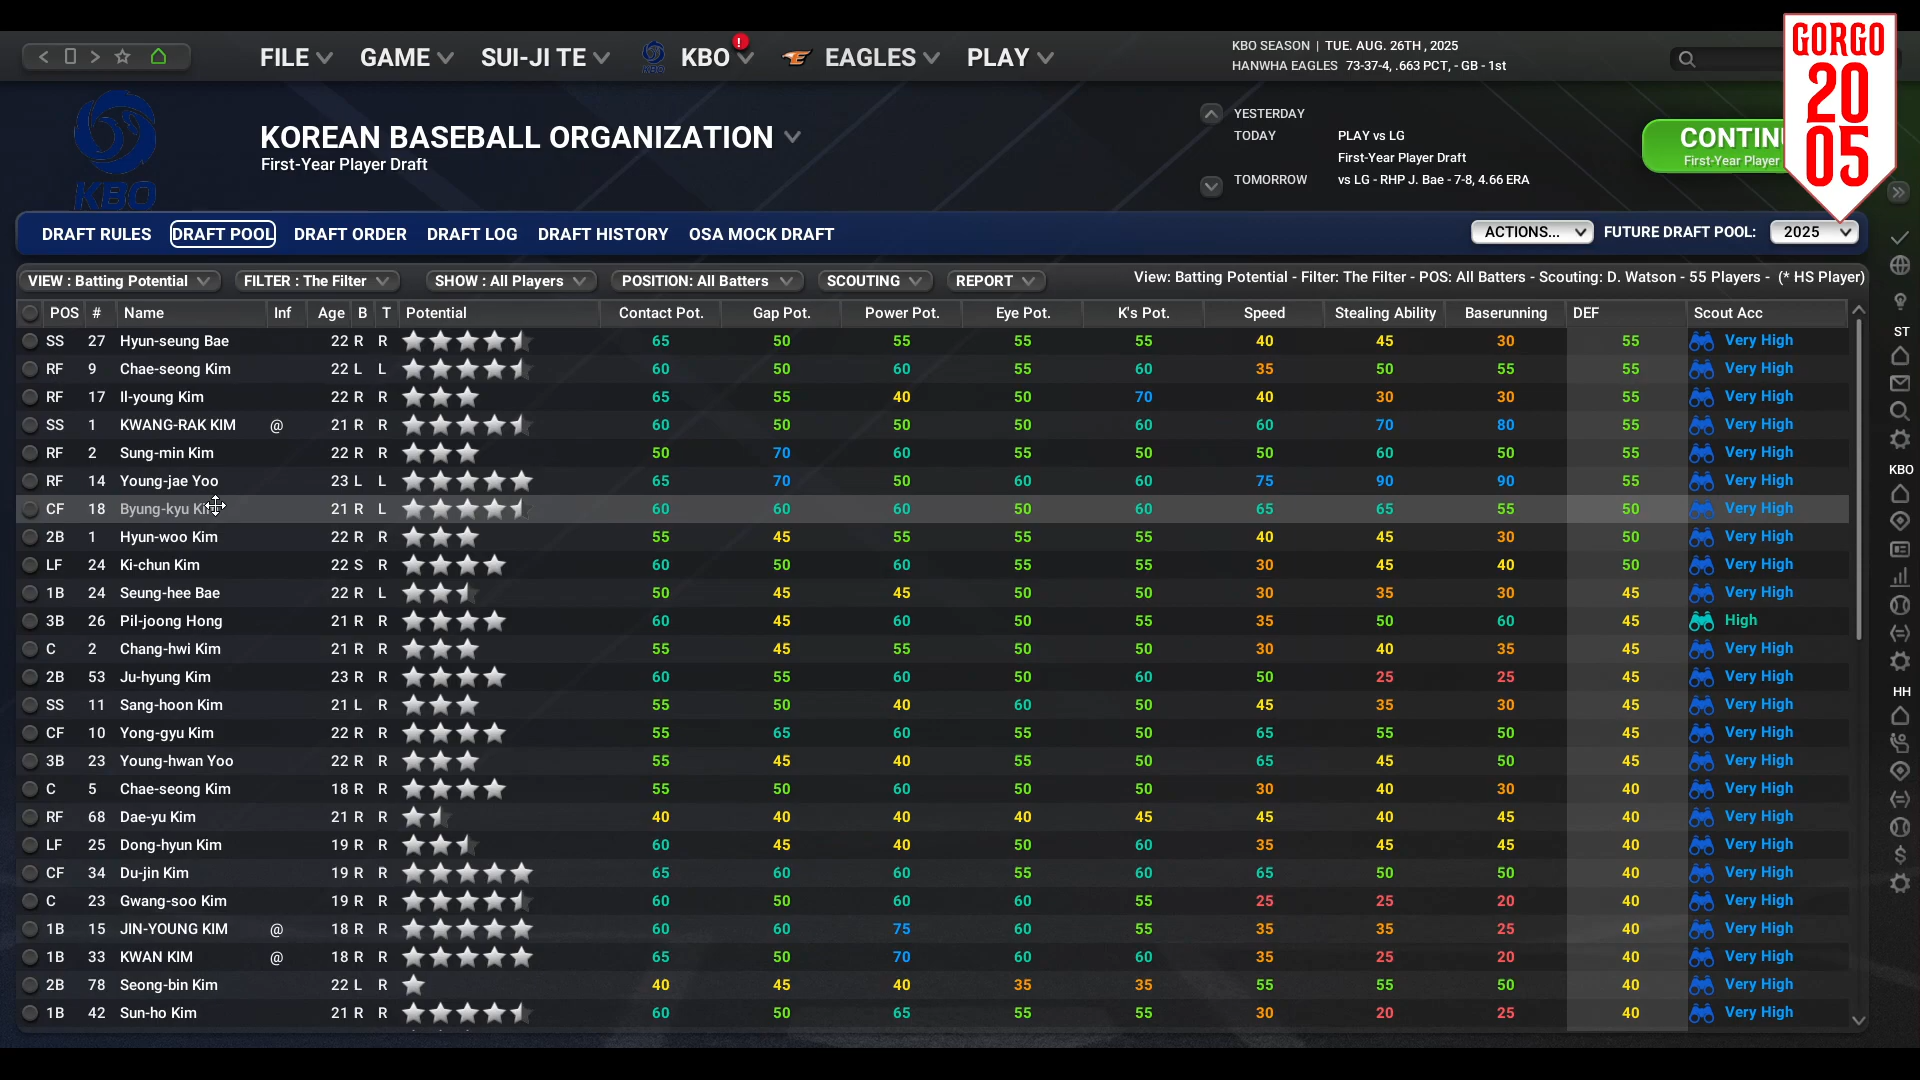 FILE GAME SUI-JI TE KBO ! EAGLES PLAY
KBO SEASON | TUE. AUG. 26TH , 2025
HANWHA EAGLES 73-37-4, .663 PCT, - GB - 1st
GORGO
20
05
KBO
KOREAN BASEBALL ORGANIZATION
First-Year Player Draft
YESTERDAY
TODAY PLAY vs LG
First-Year Player Draft
TOMORROW vs LG - RHP J. Bae - 7-8, 4.66 ERA
CONTIN
First-Year Player
DRAFT RULES DRAFT POOL DRAFT ORDER DRAFT LOG DRAFT HISTORY OSA MOCK DRAFT ACTIONS... FUTURE DRAFT POOL: 2025
VIEW : Batting Potential FILTER : The Filter SHOW : All Players POSITION: All Batters SCOUTING REPORT View: Batting Potential - Filter: The Filter - POS: All Batters - Scouting: D. Watson - 55 Players - (* HS Player)
POS # Name Inf Age B T Potential Contact Pot. Gap Pot. Power Pot. Eye Pot. K's Pot. Speed Stealing Ability Baserunning DEF Scout Acc
SS 27 Hyun-seung Bae 22 R R 65 50 55 55 55 40 45 30 55 Very High
RF 9 Chae-seong Kim 22 L L 60 50 60 55 60 35 50 55 55 Very High
RF 17 Il-young Kim 22 R R 65 55 40 50 70 40 30 30 55 Very High
SS 1 KWANG-RAK KIM @ 21 R R 60 50 50 50 60 60 70 80 55 Very High
RF 2 Sung-min Kim 22 R R 50 70 60 55 50 50 60 50 55 Very High
RF 14 Young-jae Yoo 23 L L 65 70 50 60 60 75 90 90 55 Very High
CF 18 Byung-kyu Kim 21 R L 60 60 60 50 60 65 65 55 50 Very High
2B 1 Hyun-woo Kim 22 R R 55 45 55 55 55 40 45 30 50 Very High
LF 24 Ki-chun Kim 22 S R 60 50 60 55 55 30 45 40 50 Very High
1B 24 Seung-hee Bae 22 R L 50 45 45 50 50 30 35 30 45 Very High
3B 26 Pil-joong Hong 21 R R 60 45 60 50 55 35 50 60 45 High
C 2 Chang-hwi Kim 21 R R 55 45 55 50 50 30 40 35 45 Very High
2B 53 Ju-hyung Kim 23 R R 60 55 60 50 60 50 25 25 45 Very High
SS 11 Sang-hoon Kim 21 L R 55 50 40 60 50 45 35 30 45 Very High
CF 10 Yong-gyu Kim 22 R R 55 65 60 55 50 65 55 50 45 Very High
3B 23 Young-hwan Yoo 22 R R 55 45 40 55 50 65 45 50 45 Very High
C 5 Chae-seong Kim 18 R R 55 50 60 50 50 30 40 30 40 Very High
RF 68 Dae-yu Kim 21 R R 40 40 40 40 45 45 40 45 40 Very High
LF 25 Dong-hyun Kim 19 R R 60 45 40 50 60 35 45 45 40 Very High
CF 34 Du-jin Kim 19 R R 65 60 60 55 60 65 50 50 40 Very High
C 23 Gwang-soo Kim 19 R R 60 50 60 60 55 25 25 20 40 Very High
1B 15 JIN-YOUNG KIM @ 18 R R 60 60 75 60 55 35 35 25 40 Very High
1B 33 KWAN KIM @ 18 R R 65 50 70 60 60 35 25 20 40 Very High
2B 78 Seong-bin Kim 22 L R 40 45 40 35 35 55 55 50 40 Very High
1B 42 Sun-ho Kim 21 R R 60 50 65 55 55 30 20 25 40 Very High
ST
KBO
HH